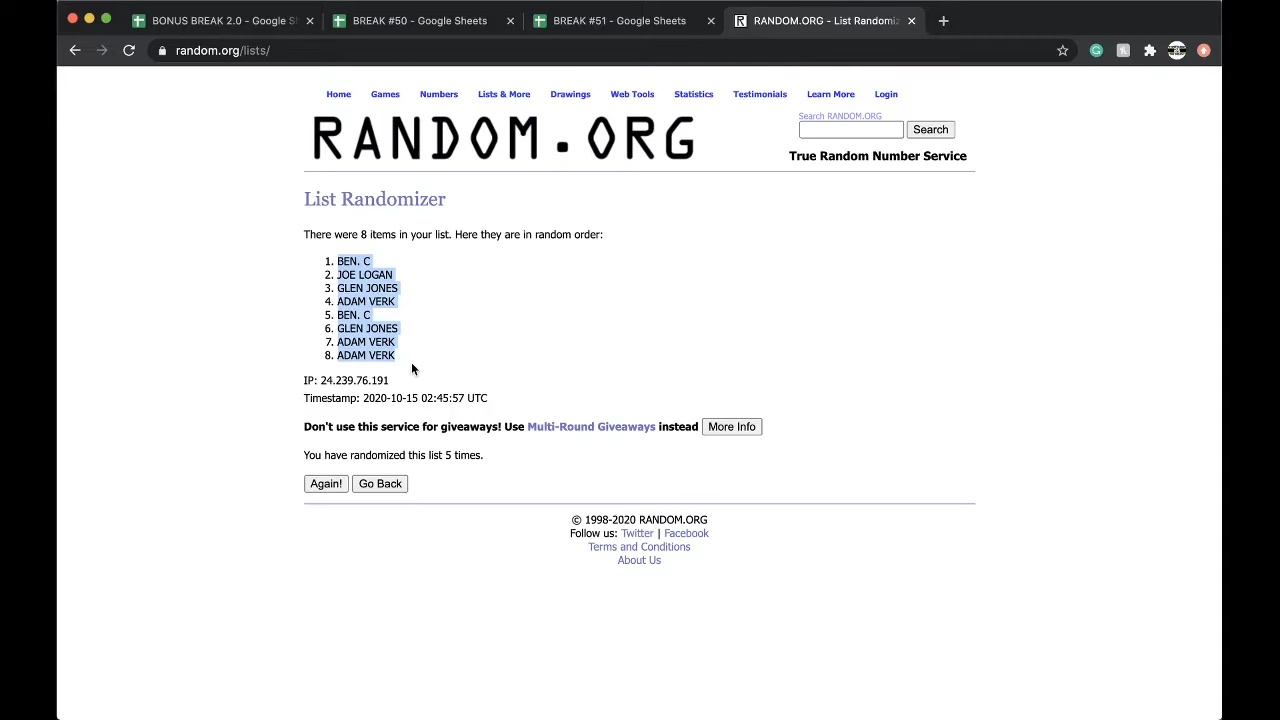 BONUS BREAK 2.0 - Google S
BREAK #50 - Google Sheets
BREAK #51 - Google Sheets
RANDOM.ORG - List Randomiz
random.org/lists/
Home Games Numbers Lists & More Drawings Web Tools Statistics Testimonials Learn More Login
RANDOM.ORG
Search RANDOM.ORG
Search
True Random Number Service
List Randomizer
There were 8 items in your list. Here they are in random order:
1. BEN. C
2. JOE LOGAN
3. GLEN JONES
4. ADAM VERK
5. BEN. C
6. GLEN JONES
7. ADAM VERK
8. ADAM VERK
IP: 24.239.76.191
Timestamp: 2020-10-15 02:45:57 UTC
Don't use this service for giveaways! Use Multi-Round Giveaways instead More Info
You have randomized this list 5 times.
Again! Go Back
© 1998-2020 RANDOM.ORG
Follow us: Twitter | Facebook
Terms and Conditions
About Us